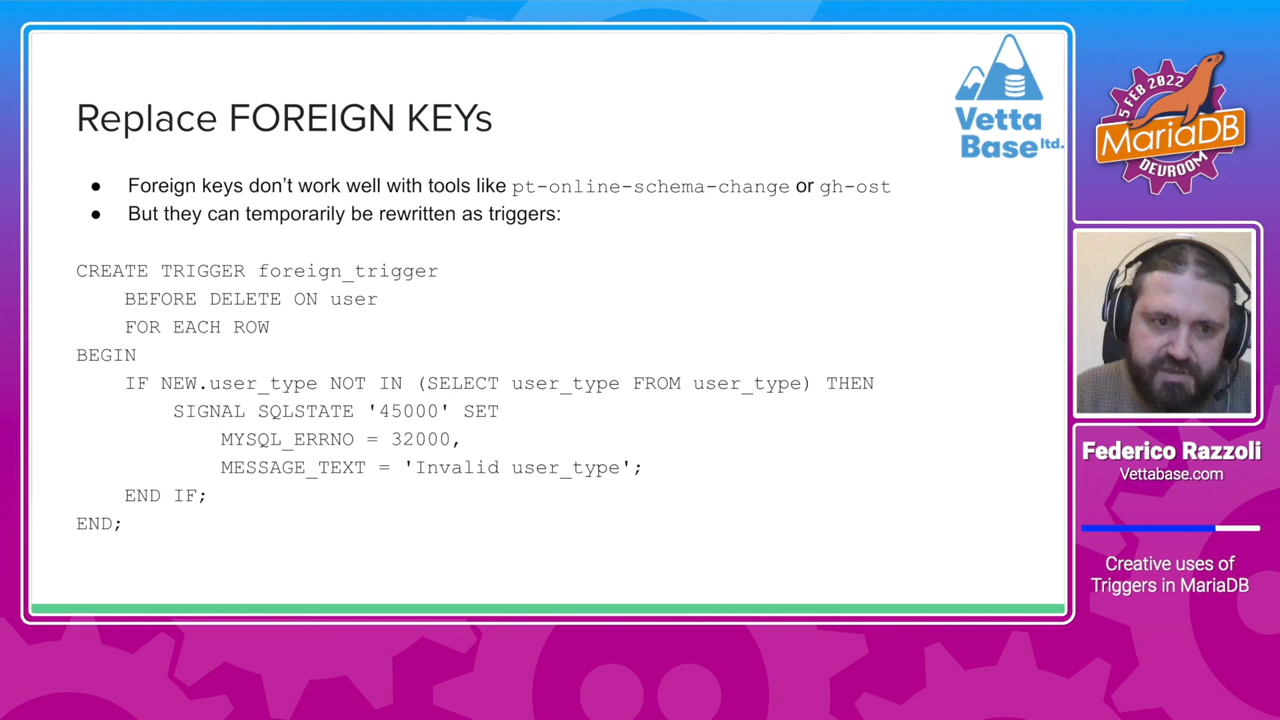 Replace FOREIGN KEYs
● Foreign keys don’t work well with tools like pt-online-schema-change or gh-ost
● But they can temporarily be rewritten as triggers:
CREATE TRIGGER foreign_trigger
BEFORE DELETE ON user
FOR EACH ROW
BEGIN
IF NEW.user_type NOT IN (SELECT user_type FROM user_type) THEN
SIGNAL SQLSTATE '45000' SET
MYSQL_ERRNO = 32000,
MESSAGE_TEXT = 'Invalid user_type';
END IF;
END;
Vetta
Base ltd.
5 FEB 2022
MariaDB
DEVROOM
Federico Razzoli
Vettabase.com
Creative uses of
Triggers in MariaDB